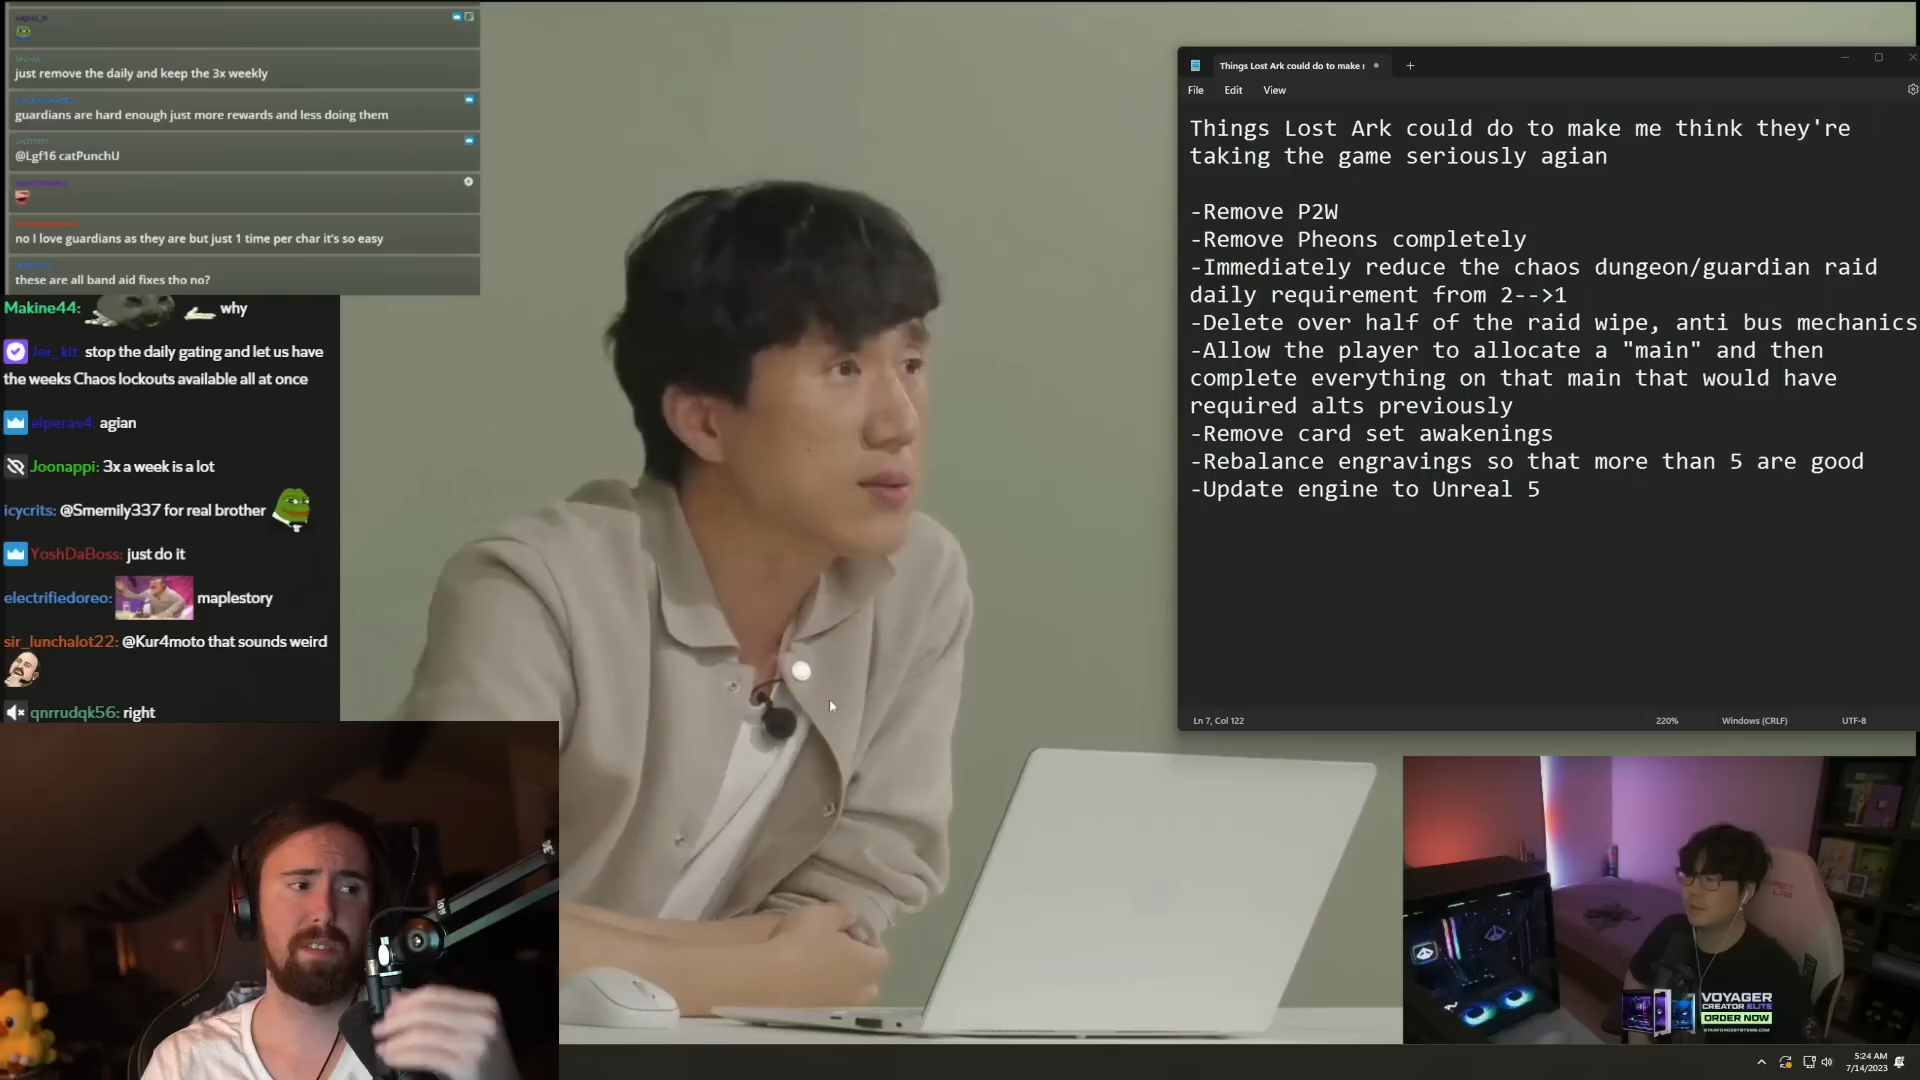 just remove the daily and keep the 3x weekly
guardians are hard enough just more rewards and less doing them
@Lgf16 catPunchU
no I love guardians as they are but just 1 time per char it's so easy
these are all band aid fixes tho no?
Makine44: why
Jer_kit: stop the daily gating and let us have
the weeks Chaos lockouts available all at once
elperas4: agian
Joonappi: 3x a week is a lot
icycrits: @Smemily337 for real brother
YoshDaBoss: just do it
electrifiedoreo: maplestory
sir_lunchalot22: @Kur4moto that sounds weird
qnrrudqk56: right
Things Lost Ark could do to make
File Edit View
Things Lost Ark could do to make me think they're
taking the game seriously agian
-Remove P2W
-Remove Pheons completely
-Immediately reduce the chaos dungeon/guardian raid
daily requirement from 2-->1
-Delete over half of the raid wipe, anti bus mechanics
-Allow the player to allocate a "main" and then
complete everything on that main that would have
required alts previously
-Remove card set awakenings
-Rebalance engravings so that more than 5 are good
-Update engine to Unreal 5
Ln 7, Col 122
220%
Windows (CRLF)
UTF-8
VOYAGER
CREATOR ELITE
ORDER NOW
STARFORGESYSTEMS.COM
5:24 AM
7/14/2023